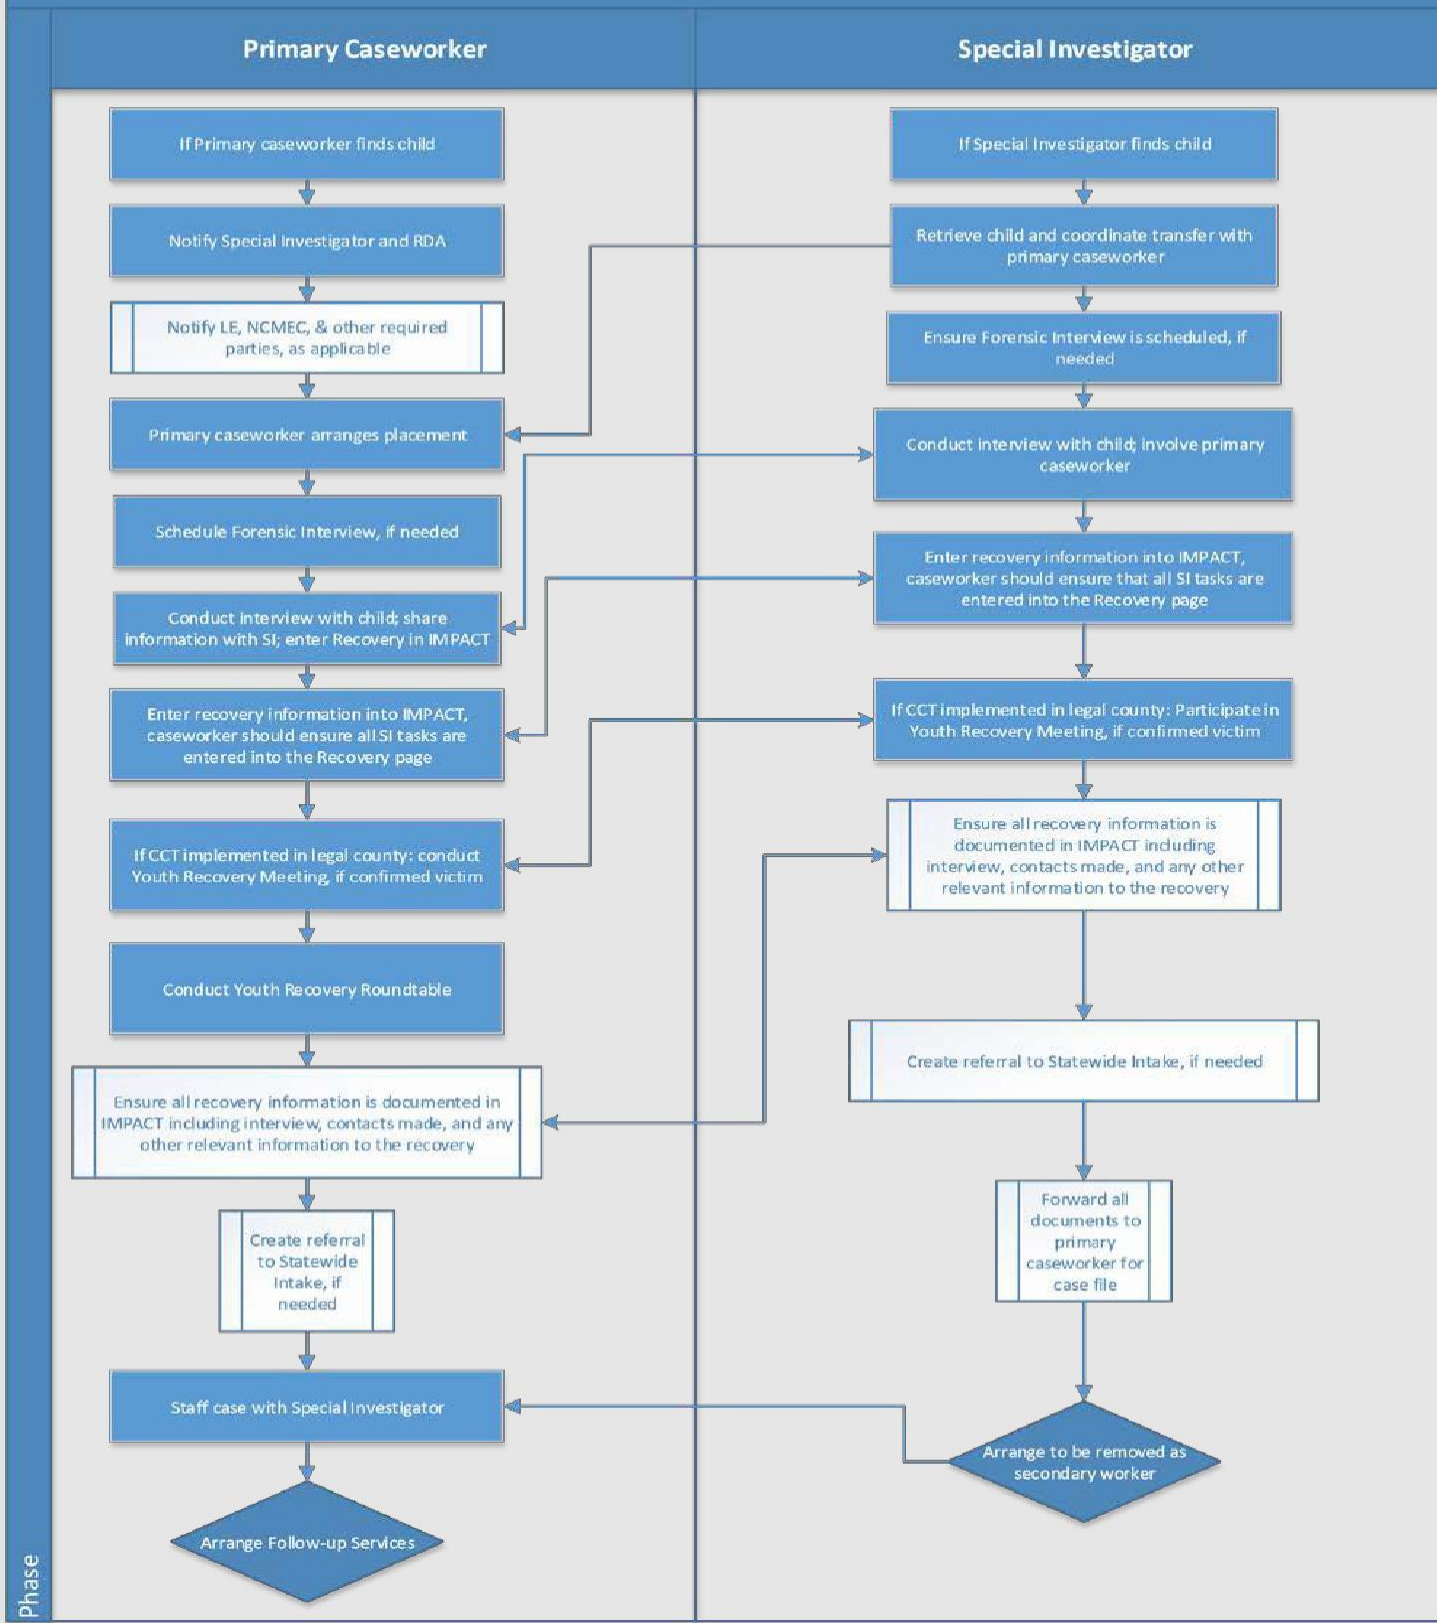 Primary Caseworker
If Primary caseworker finds child
Notify Special Investigator and RDA
Notify LE, NCMEC, & other required
parties, as applicable
Primary caseworker arranges placement
Schedule Forensic Interview, if needed
Conduct interview with child; share
information with SI; enter Recovery in IMPACT
Enter recovery information into IMPACT,
caseworker should ensure all SI tasks are
entered into the Recovery page
If CCT implemented in legal county: conduct
Youth Recovery Meeting, if confirmed victim
Conduct Youth Recovery Roundtable
Ensure all recovery information is documented in
IMPACT including interview, contacts made, and any
other relevant information to the recovery
Create referral
to Statewide
Intake, if
needed
Staff case with Special Investigator
Arrange Follow-up Services
Special Investigator
If Special Investigator finds child
Retrieve child and coordinate transfer with
primary caseworker
Ensure Forensic Interview is scheduled, if
needed
Conduct interview with child; involve primary
caseworker
Enter recovery information into IMPACT,
caseworker should ensure that all SI tasks are
entered into the Recovery page
If CCT implemented in legal county: Participate in
Youth Recovery Meeting, if confirmed victim
Ensure all recovery information is
documented in IMPACT including
interview, contacts made, and any other
relevant information to the recovery
Create referral to Statewide Intake, if needed
Forward all
documents to
primary
caseworker for
case file
Arrange to be removed as
secondary worker
Phase